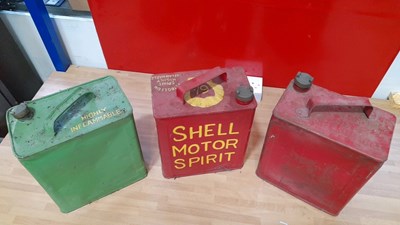 HIGHLY
INFLAMMABLE
SHELL
MOTOR
SPIRIT